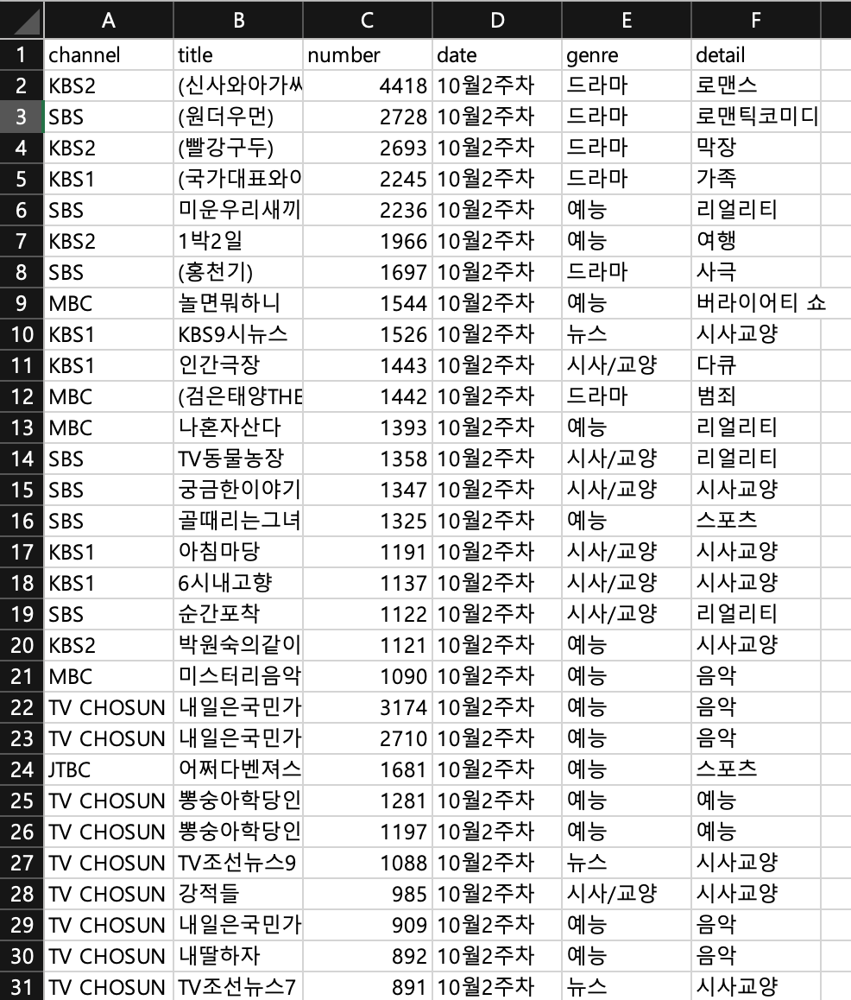 A B C D E F
1 channel title number date genre detail
2 KBS2 (신사와아가씨 4418 10월2주차 드라마 로맨스
3 SBS (원더우먼) 2728 10월2주차 드라마 로맨틱코미디
4 KBS2 (빨강구두) 2693 10월2주차 드라마 막장
5 KBS1 (국가대표와이 2245 10월2주차 드라마 가족
6 SBS 미운우리새끼 2236 10월2주차 예능 리얼리티
7 KBS2 1박2일 1966 10월2주차 예능 여행
8 SBS (홍천기) 1697 10월2주차 드라마 사극
9 MBC 놀면뭐하니 1544 10월2주차 예능 버라이어티 쇼
10 KBS1 KBS9시뉴스 1526 10월2주차 뉴스 시사교양
11 KBS1 인간극장 1443 10월2주차 시사/교양 다큐
12 MBC (검은태양THE 1442 10월2주차 드라마 범죄
13 MBC 나혼자산다 1393 10월2주차 예능 리얼리티
14 SBS TV동물농장 1358 10월2주차 시사/교양 리얼리티
15 SBS 궁금한이야기 1347 10월2주차 시사/교양 시사교양
16 SBS 골때리는그녀 1325 10월2주차 예능 스포츠
17 KBS1 아침마당 1191 10월2주차 시사/교양 시사교양
18 KBS1 6시내고향 1137 10월2주차 시사/교양 시사교양
19 SBS 순간포착 1122 10월2주차 시사/교양 리얼리티
20 KBS2 박원숙의같이 1121 10월2주차 예능 시사교양
21 MBC 미스터리음악 1090 10월2주차 예능 음악
22 TV CHOSUN 내일은국민가 3174 10월2주차 예능 음악
23 TV CHOSUN 내일은국민가 2710 10월2주차 예능 음악
24 JTBC 어쩌다벤져스 1681 10월2주차 예능 스포츠
25 TV CHOSUN 뽕숭아학당인 1281 10월2주차 예능 예능
26 TV CHOSUN 뽕숭아학당인 1197 10월2주차 예능 예능
27 TV CHOSUN TV조선뉴스9 1088 10월2주차 뉴스 시사교양
28 TV CHOSUN 강적들 985 10월2주차 시사/교양 시사교양
29 TV CHOSUN 내일은국민가 909 10월2주차 예능 음악
30 TV CHOSUN 내딸하자 892 10월2주차 예능 음악
31 TV CHOSUN TV조선뉴스7 891 10월2주차 뉴스 시사교양